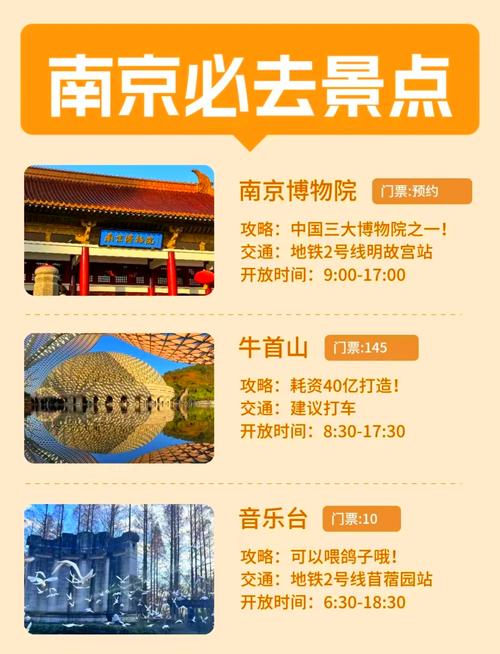 南京必去景点
南京博物院
南京博物院 门票:预约
攻略：中国三大博物院之一！
交通：地铁2号线明故宫站
开放时间：9:00-17:00
牛首山 门票:145
攻略：耗资40亿打造！
交通：建议打车
开放时间：8:30-17:30
音乐台 门票:10
攻略：可以喂鸽子哦！
交通：地铁2号线苜蓿园站
开放时间：6:30-18:30